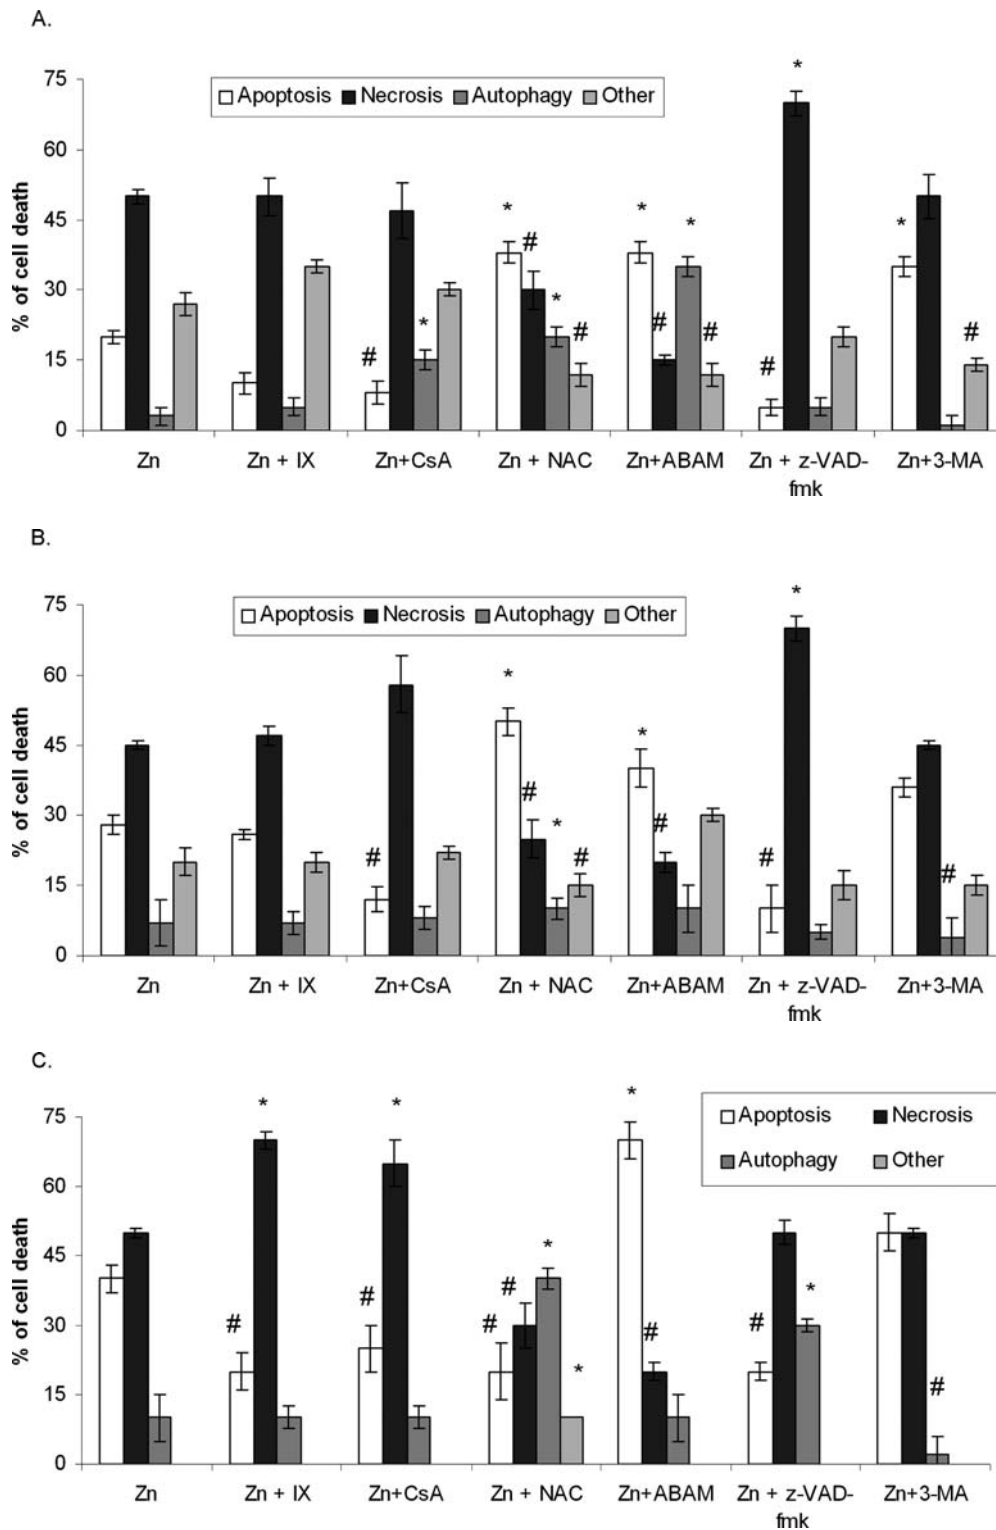 A.
75
60
45
30
15
0
% of cell death
Apoptosis Necrosis Autophagy Other
# * * # * # * # * # # * # * #
Zn Zn + IX Zn+CsA Zn + NAC Zn+ABAM Zn + z-VAD-fmk Zn+3-MA
B.
75
60
45
30
15
0
% of cell death
Apoptosis Necrosis Autophagy Other
# * # * # * # # * #
Zn Zn + IX Zn+CsA Zn + NAC Zn+ABAM Zn + z-VAD-fmk Zn+3-MA
C.
75
60
45
30
15
0
% of cell death
Apoptosis Necrosis
Autophagy Other
# * # * # # * * * # # * #
Zn Zn + IX Zn+CsA Zn + NAC Zn+ABAM Zn + z-VAD-fmk Zn+3-MA